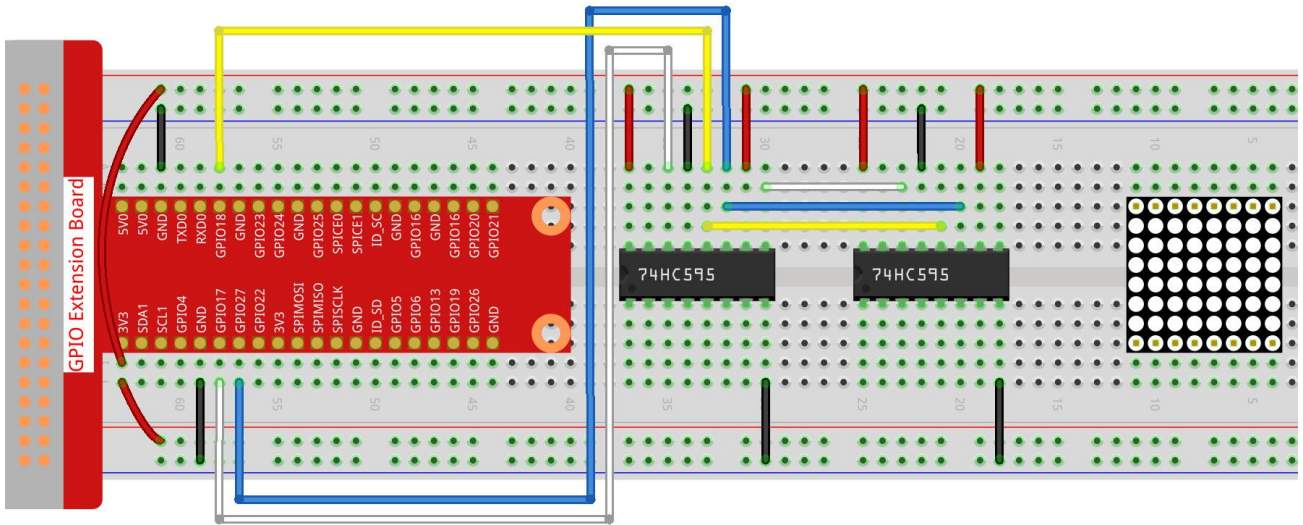 GPIO Extension Board
60
55
50
45
40
35
30
25
20
15
10
5
5V0
5V0
GND
TXD0
RXD0
GPIO18
GND
GPIO23
GPIO24
GND
GPIO25
SPICE0
SPICE1
ID_SC
GND
GPIO16
GND
GPIO16
GPIO20
GPIO21
74HC595
74HC595
3V3
SDA1
SCL1
GPIO4
GND
GPIO17
GPIO27
GPIO22
3V3
SPIMOSI
SPIMISO
SPISCLK
GND
ID_SD
GPIO5
GPIO6
GPIO13
GPIO19
GPIO26
GND
60
55
50
45
40
35
25
20
15
10
5